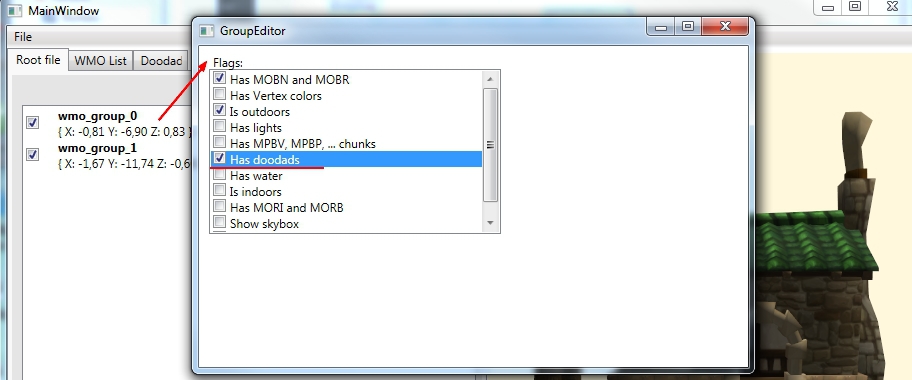 MainWindow
File
Root file WMO List Doodad
wmo_group_0
{ X: -0,81 Y: -6,90 Z: 0,83 }
wmo_group_1
{ X: -1,67 Y: -11,74 Z: -0,6
GroupEditor
Flags:
Has MOBN and MOBR
Has Vertex colors
Is outdoors
Has lights
Has MPBV, MPBP, ... chunks
Has doodads
Has water
Is indoors
Has MORI and MORB
Show skybox